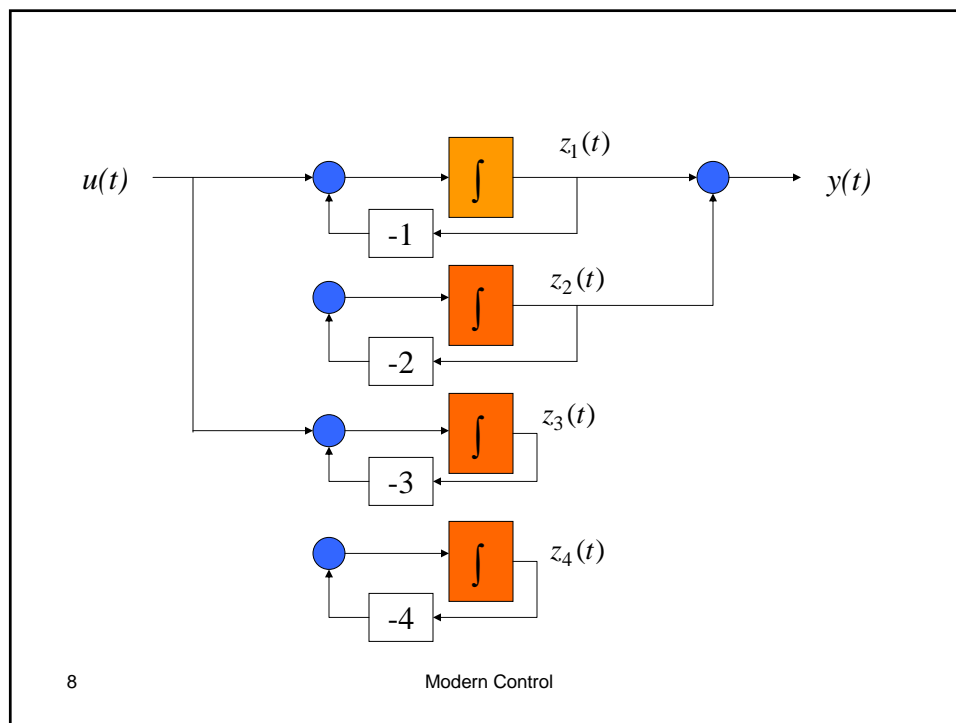 z₁(t)
u(t) ∫ y(t)
-1
z₂(t)
∫
-2
z₃(t)
∫
-3
z₄(t)
∫
-4
8 Modern Control